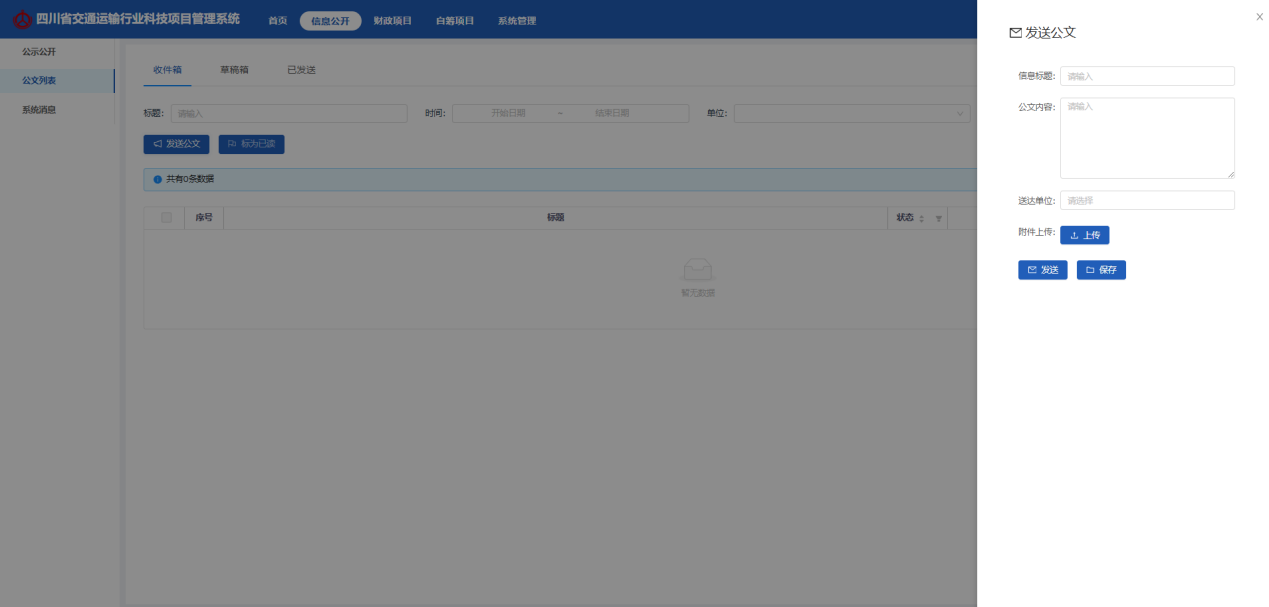 四川省交通运输行业科技项目管理系统 首页 信息公开 财政项目 自筹项目 系统管理
公示公开
公文列表
系统消息
收件箱 草稿箱 已发送
标题: 请输入 时间: 开始日期 ~ 结束日期 单位:
发送公文 标为已读
共有0条数据
序号 标题 状态
暂无数据
发送公文
信息标题: 请输入
公文内容: 请输入
送达单位: 请选择
附件上传: 上传
发送 保存